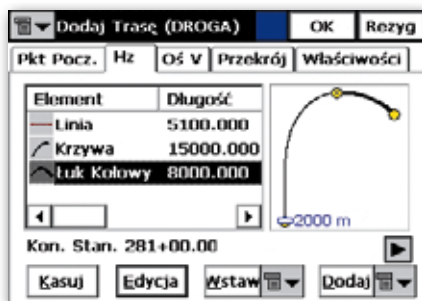 Dodaj Trasę (DROGA) OK Rezyg
Pkt Pocz. Hz Oś V Przekrój Właściwości
Element Długość
Linia 5100.000
Krzywa 15000.000
Łuk Kołowy 8000.000
2000 m
Kon. Stan. 281+00.00
Kasuj Edycja Wstaw Dodaj